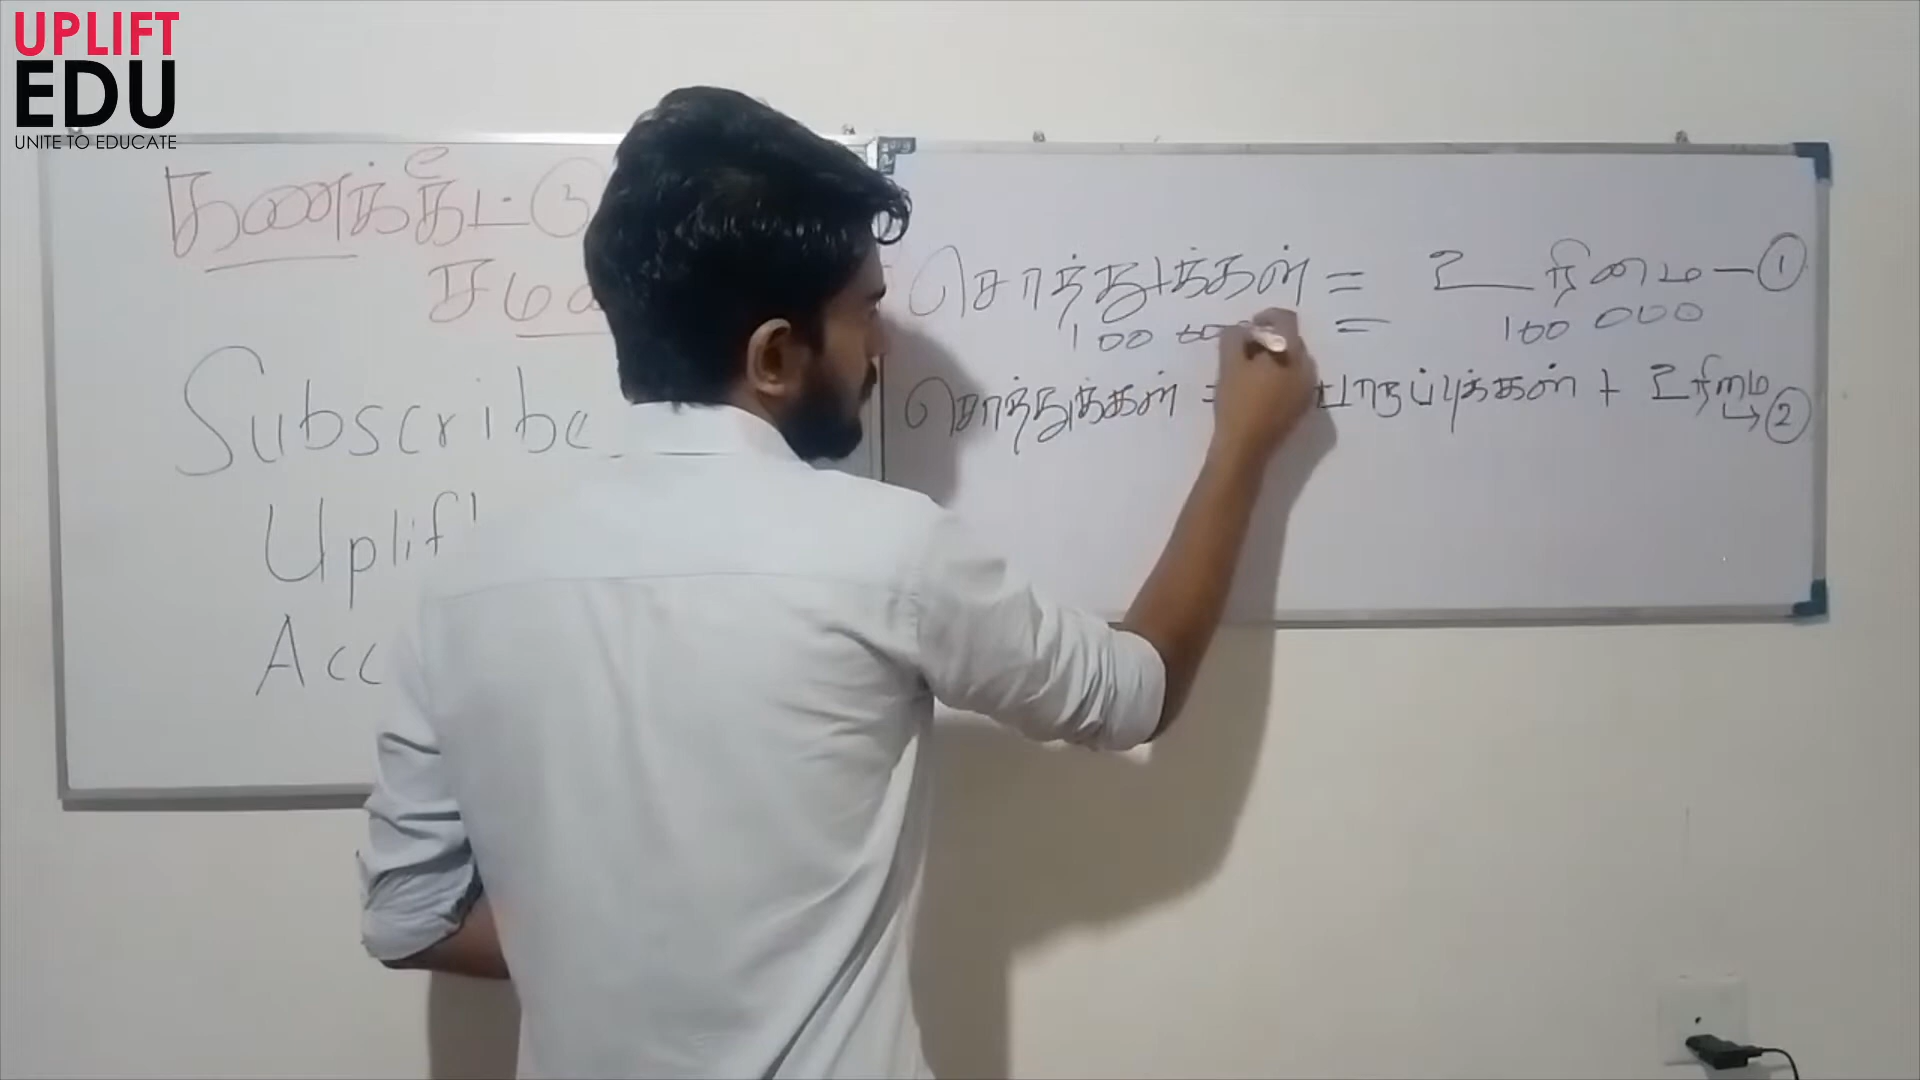 UPLIFT
EDU
UNITE TO EDUCATE
கணக்கீட்டு
சம
Subscribe
Uplift
Acc
சொத்துக்கள் = உரிமை — ①
100 000 = 100 000
சொத்துக்கள் = பொறுப்புக்கள் + உரிமை → ②